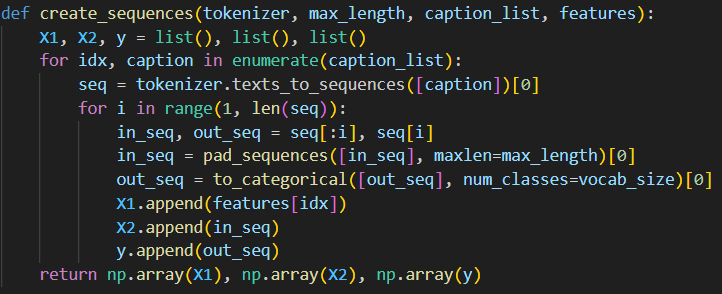 def create_sequences(tokenizer, max_length, caption_list, features):
    X1, X2, y = list(), list(), list()
    for idx, caption in enumerate(caption_list):
        seq = tokenizer.texts_to_sequences([caption])[0]
        for i in range(1, len(seq)):
            in_seq, out_seq = seq[:i], seq[i]
            in_seq = pad_sequences([in_seq], maxlen=max_length)[0]
            out_seq = to_categorical([out_seq], num_classes=vocab_size)[0]
            X1.append(features[idx])
            X2.append(in_seq)
            y.append(out_seq)
    return np.array(X1), np.array(X2), np.array(y)